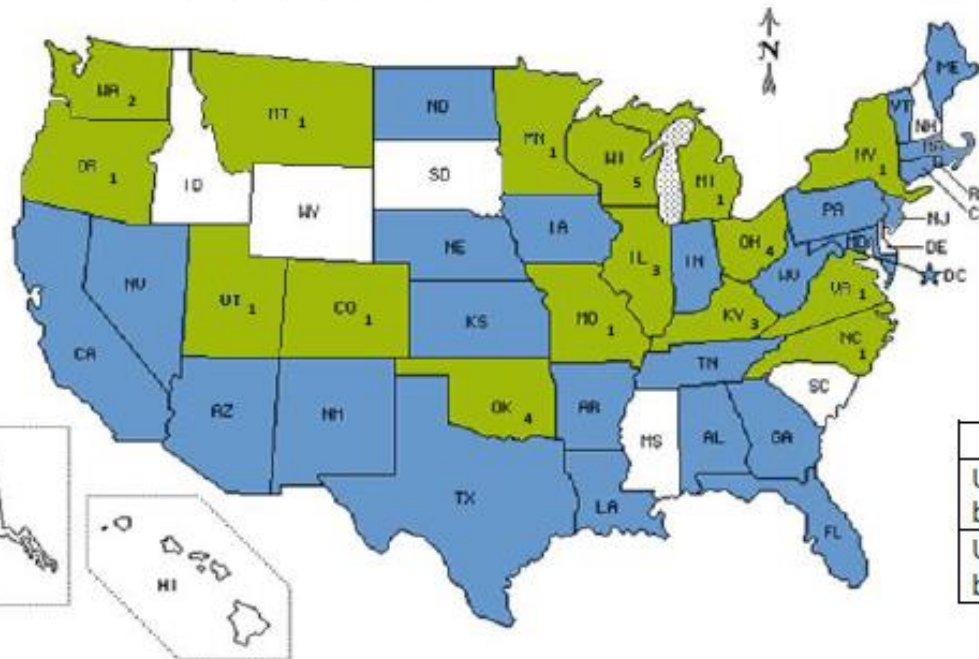 N
WA 2
MT 1
ND
MN 1
ME
VT
NH
OR 1
ID
SD
WI 5
MI 1
NY 1
MA
R
C
WY
IA
PA
NJ
NE
OH 4
MD
DE
DC
NV
UT 1
CO 1
IL 3
IN
WV
VA 1
CA
KS
MO 1
KY 3
NC 1
TN
SC
AZ
NM
OK 4
AR
MS
AL
GA
TX
LA
FL
HI
U
b
U
b